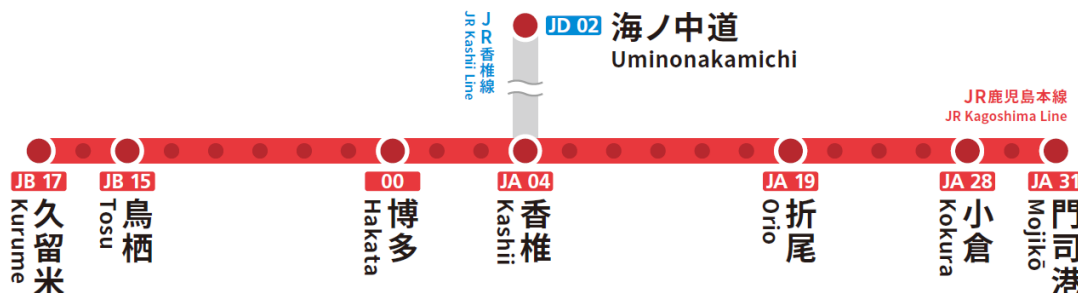 JR香椎線
JR Kashii Line
JD 02
海ノ中道
Uminonakamichi
JR鹿児島本線
JR Kagoshima Line
JB 17
久留米
Kurume
JB 15
鳥栖
Tosu
00
博多
Hakata
JA 04
香椎
Kashii
JA 19
折尾
Orio
JA 28
小倉
Kokura
JA 31
門司港
Mojikō